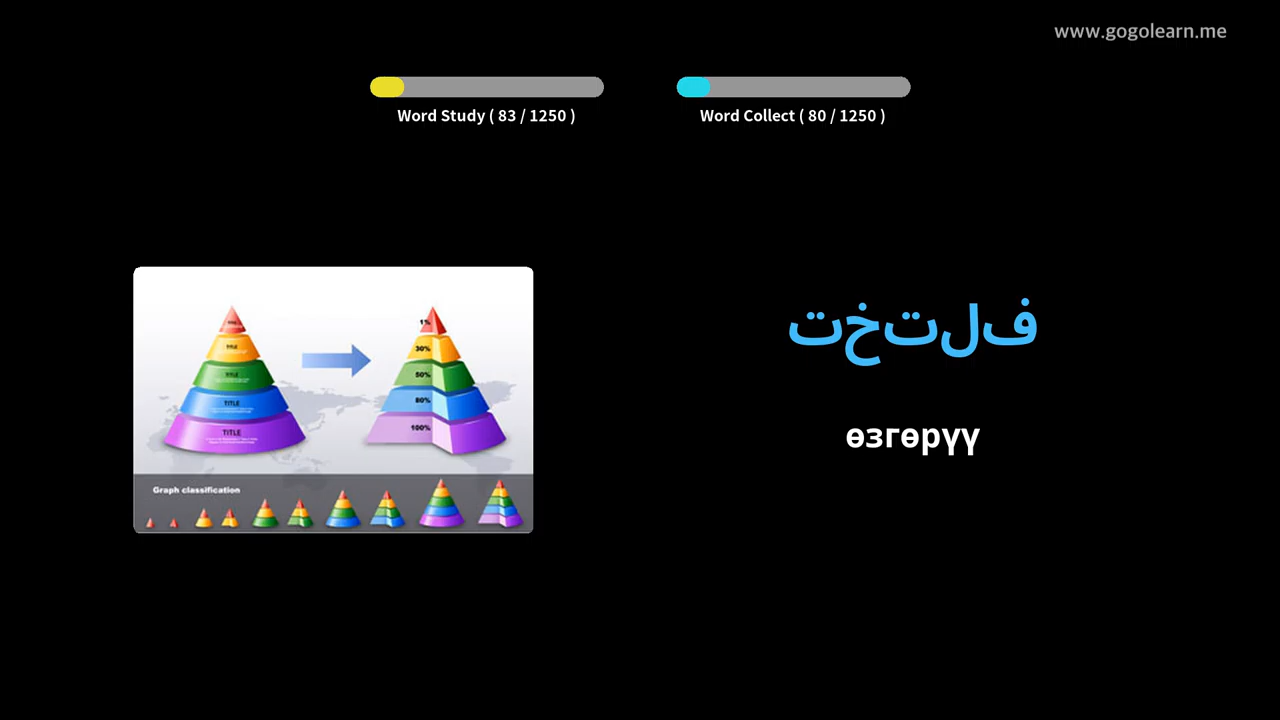 www.gogolearn.me
Word Study ( 83 / 1250 )
Word Collect ( 80 / 1250 )
فلتخت
өзгөрүү
TITLE
TITLE
TITLE
TITLE
1%
30%
50%
80%
100%
Graph classification